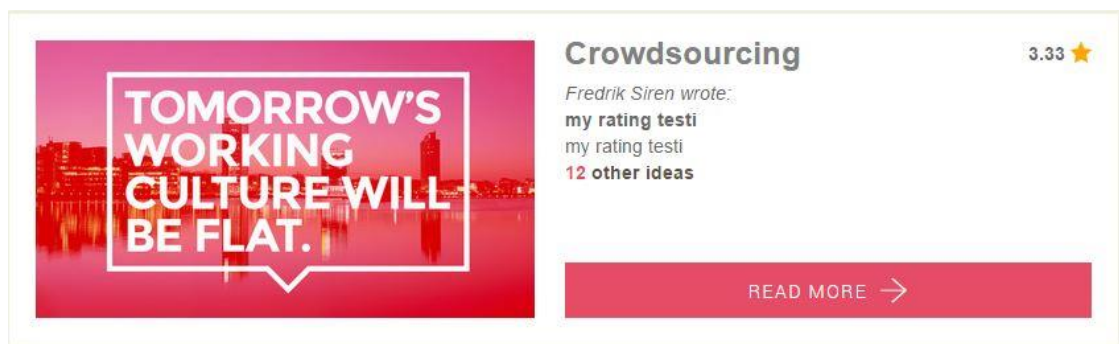 TOMORROW'S
WORKING
CULTURE WILL
BE FLAT.
Crowdsourcing
3.33
Fredrik Siren wrote:
my rating testi
my rating testi
12 other ideas
READ MORE